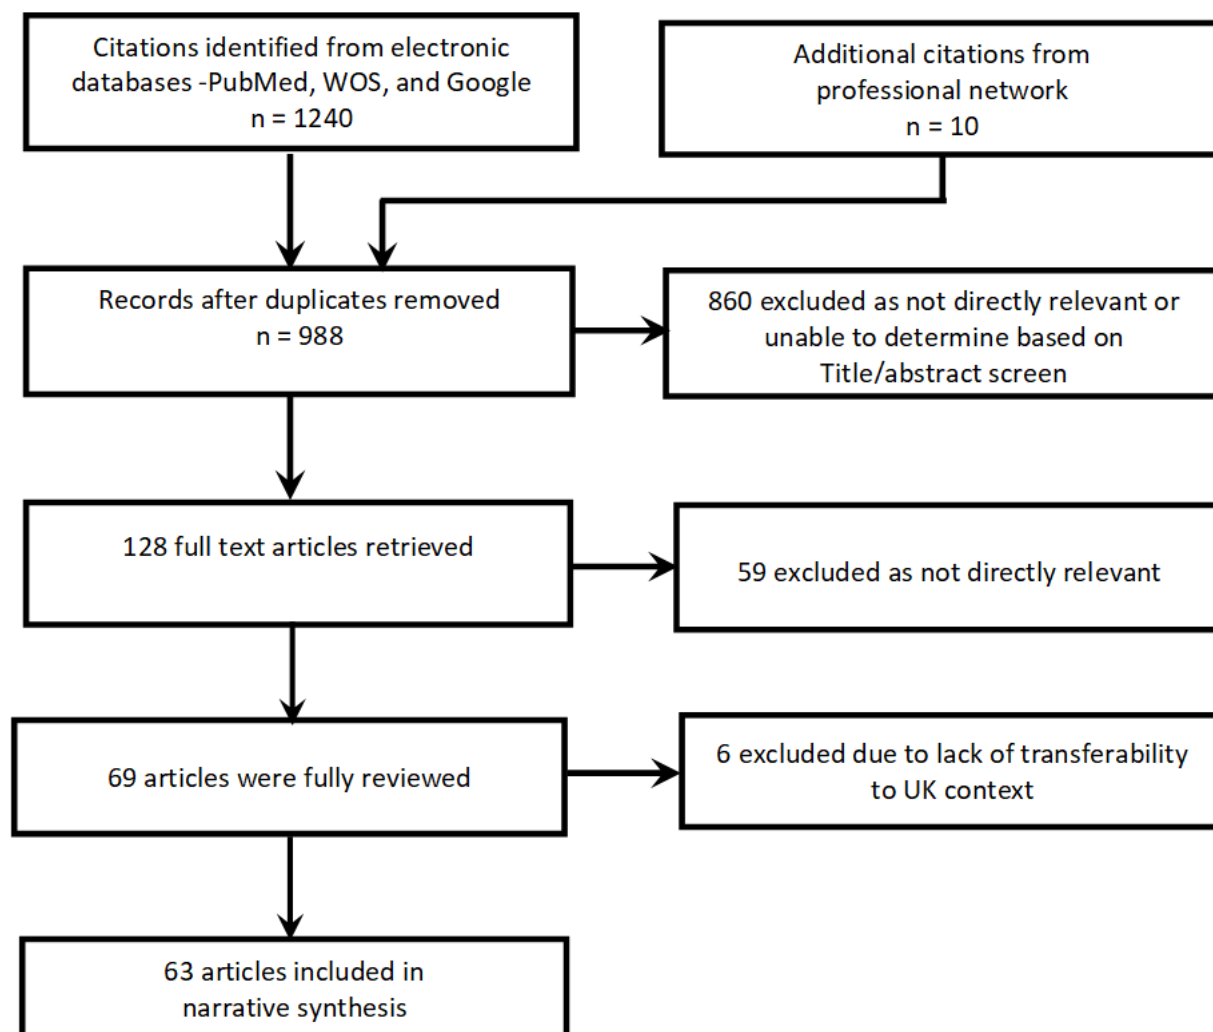 Citations identified from electronic
databases -PubMed, WOS, and Google
n = 1240
Additional citations from
professional network
n = 10
Records after duplicates removed
n = 988
860 excluded as not directly relevant or
unable to determine based on
Title/abstract screen
128 full text articles retrieved
59 excluded as not directly relevant
69 articles were fully reviewed
6 excluded due to lack of transferability
to UK context
63 articles included in
narrative synthesis